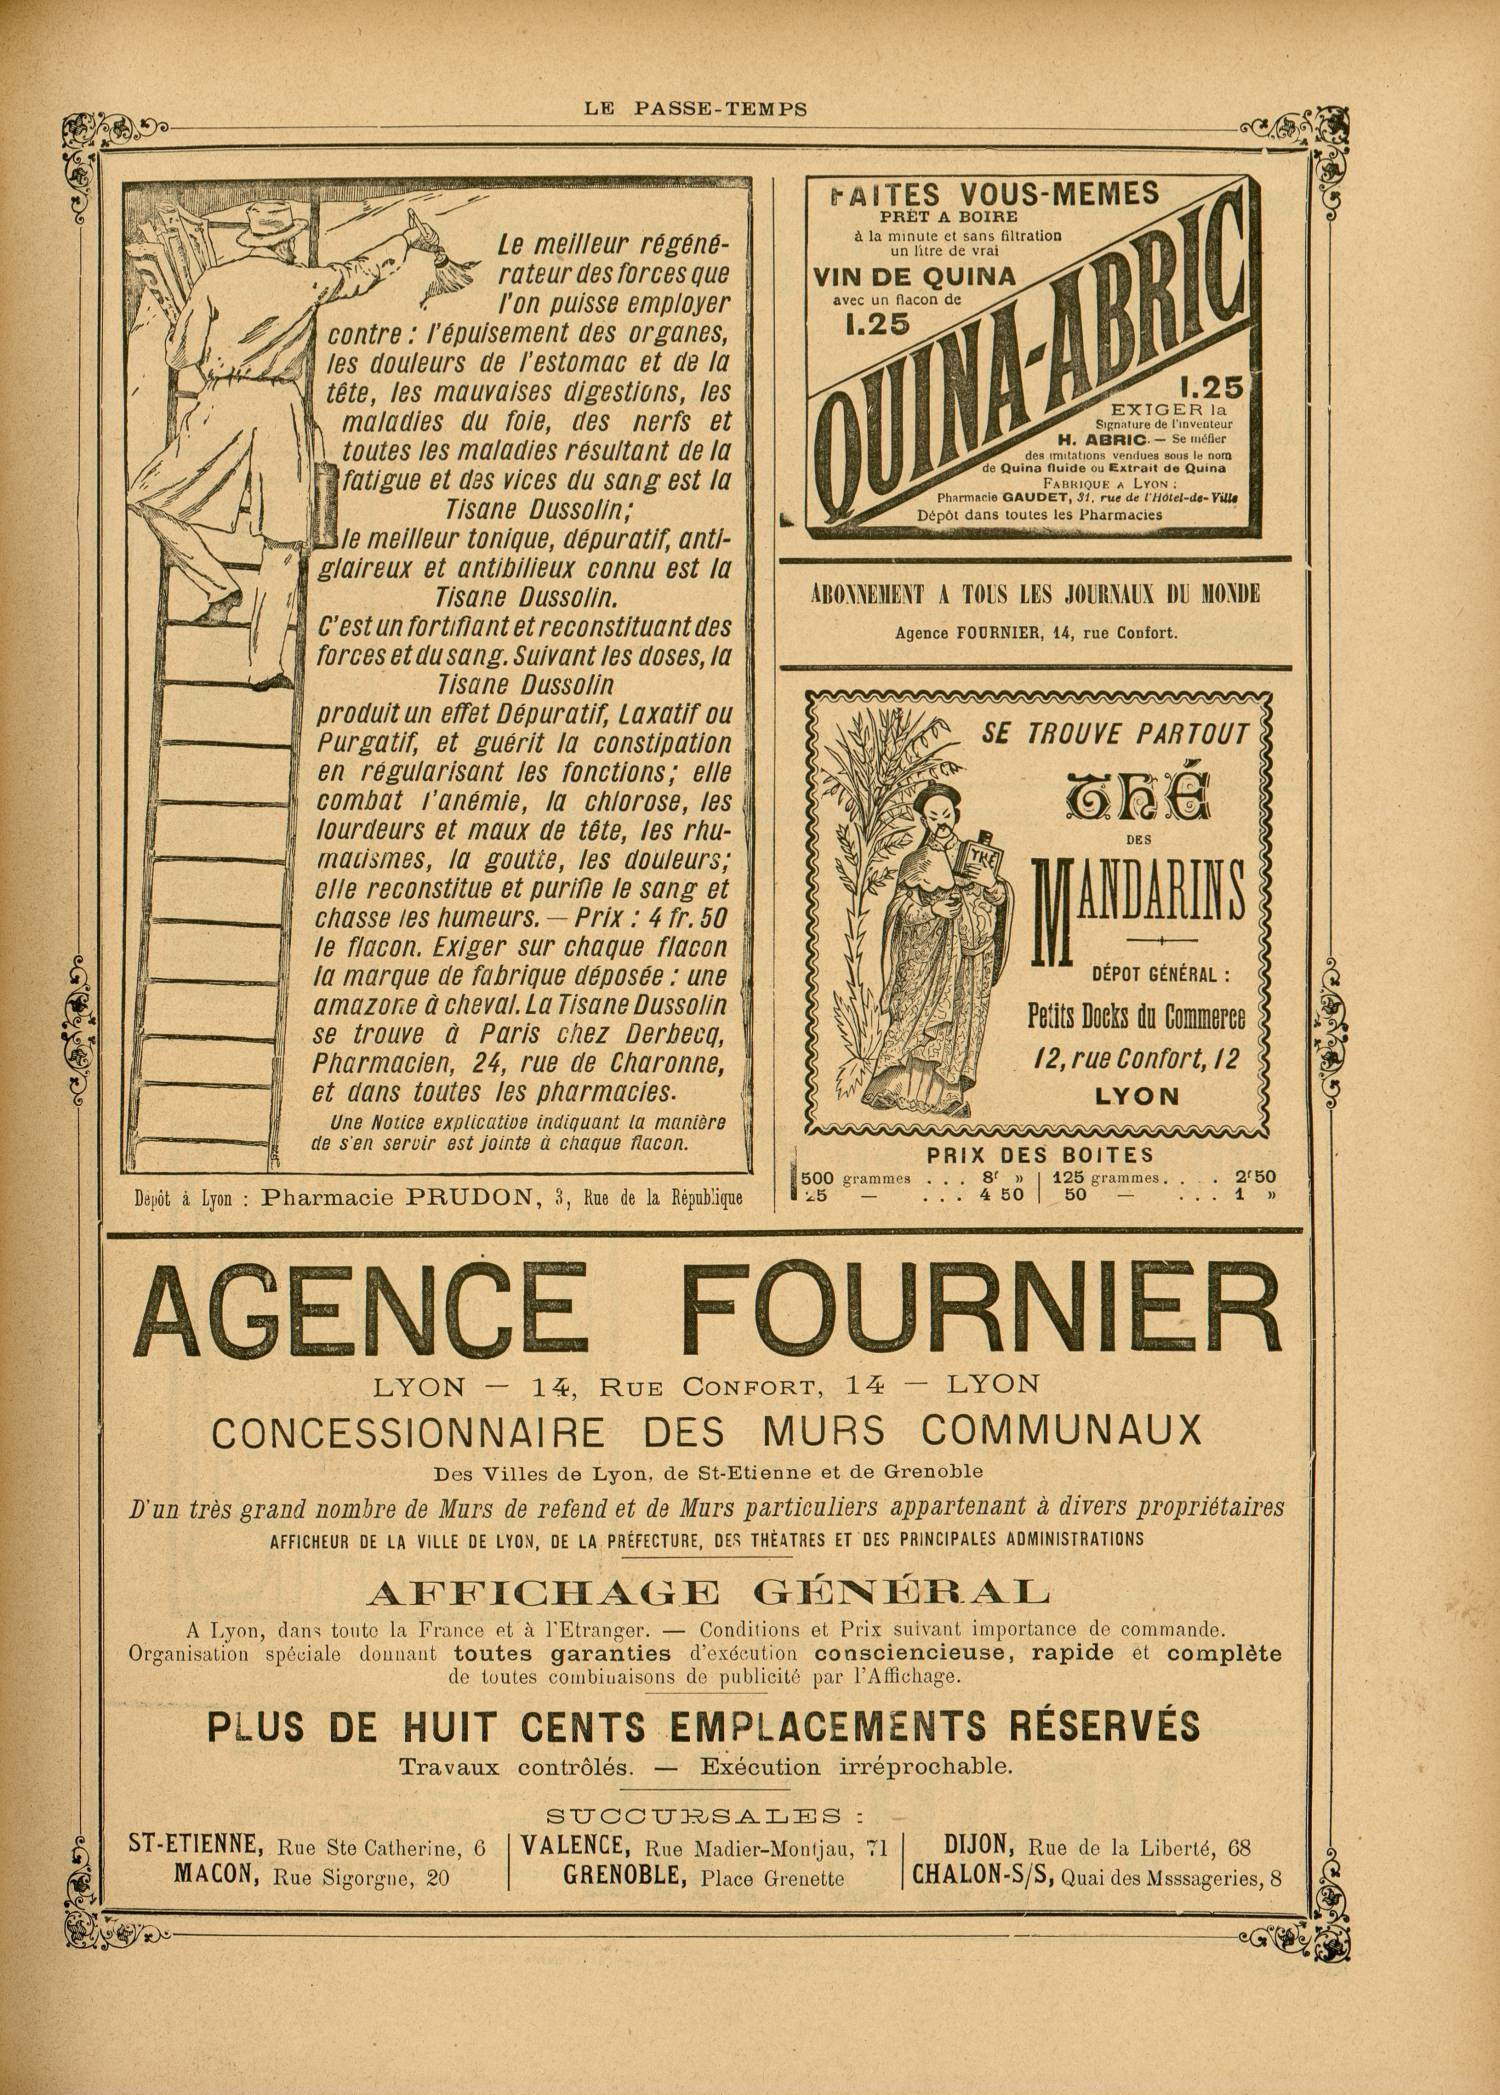 LE PASSE-TEMPS
Le meilleur régéné-
rateur des forces que
l'on puisse employer
contre : l'épuisement des organes,
les douleurs de l'estomac et de la
tête, les mauvaises digestions, les
maladies du foie, des nerfs et
toutes les maladies résultant de la
fatigue et des vices du sang est la
Tisane Dussolin;
le meilleur tonique, dépuratif, anti-
glaireux et antibilieux connu est la
Tisane Dussolin.
C'est un fortifiant et reconstituant des
forces et du sang. Suivant les doses, la
Tisane Dussolin
produit un effet Dépuratif, Laxatif ou
Purgatif, et guérit la constipation
en régularisant les fonctions; elle
combat l'anémie, la chlorose, les
lourdeurs et maux de tête, les rhu-
matismes, la goutte, les douleurs;
elle reconstitue et purifie le sang et
chasse les humeurs. — Prix : 4 fr. 50
le flacon. Exiger sur chaque flacon
la marque de fabrique déposée : une
amazone à cheval. La Tisane Dussolin
se trouve à Paris chez Derbecq,
Pharmacien, 24, rue de Charonne,
et dans toutes les pharmacies.
Une Notice explicative indiquant la manière
de s'en servir est jointe à chaque flacon.
Dépôt à Lyon : Pharmacie PRUDON, 3, Rue de la République
FAITES VOUS-MEMES
PRÊT A BOIRE
à la minute et sans filtration
un litre de vrai
VIN DE QUINA
avec un flacon de
1.25
QUINA-ABRIC
1.25
EXIGER la
Signature de l'inventeur
H. ABRIC. — Se méfier
des imitations vendues sous le nom
de Quina fluide ou Extrait de Quina
FABRIQUE A LYON :
Pharmacie GAUDET, 31, rue de l'Hôtel-de-Ville
Dépôt dans toutes les Pharmacies
ABONNEMENT A TOUS LES JOURNAUX DU MONDE
Agence FOURNIER, 14, rue Confort.
SE TROUVE PARTOUT
THÉ
DES
MANDARINS
THE
DÉPOT GÉNÉRAL :
Petits Docks du Commerce
12, rue Confort, 12
LYON
PRIX DES BOITES
500 grammes . . . 8f » | 125 grammes. . . . 2f50
25 — . . . 4 50 | 50 — . . . 1 »
AGENCE FOURNIER
LYON — 14, RUE CONFORT, 14 — LYON
CONCESSIONNAIRE DES MURS COMMUNAUX
Des Villes de Lyon, de St-Etienne et de Grenoble
D'un très grand nombre de Murs de refend et de Murs particuliers appartenant à divers propriétaires
AFFICHEUR DE LA VILLE DE LYON, DE LA PRÉFECTURE, DES THÉATRES ET DES PRINCIPALES ADMINISTRATIONS
AFFICHAGE GÉNÉRAL
A Lyon, dans toute la France et à l'Etranger. — Conditions et Prix suivant importance de commande.
Organisation spéciale donnant toutes garanties d'exécution consciencieuse, rapide et complète
de toutes combinaisons de publicité par l'Affichage.
PLUS DE HUIT CENTS EMPLACEMENTS RÉSERVÉS
Travaux contrôlés. — Exécution irréprochable.
SUCCURSALES :
ST-ETIENNE, Rue Ste Catherine, 6 | VALENCE, Rue Madier-Montjau, 71 | DIJON, Rue de la Liberté, 68
MACON, Rue Sigorgne, 20 | GRENOBLE, Place Grenette | CHALON-S/S, Quai des Msssageries, 8